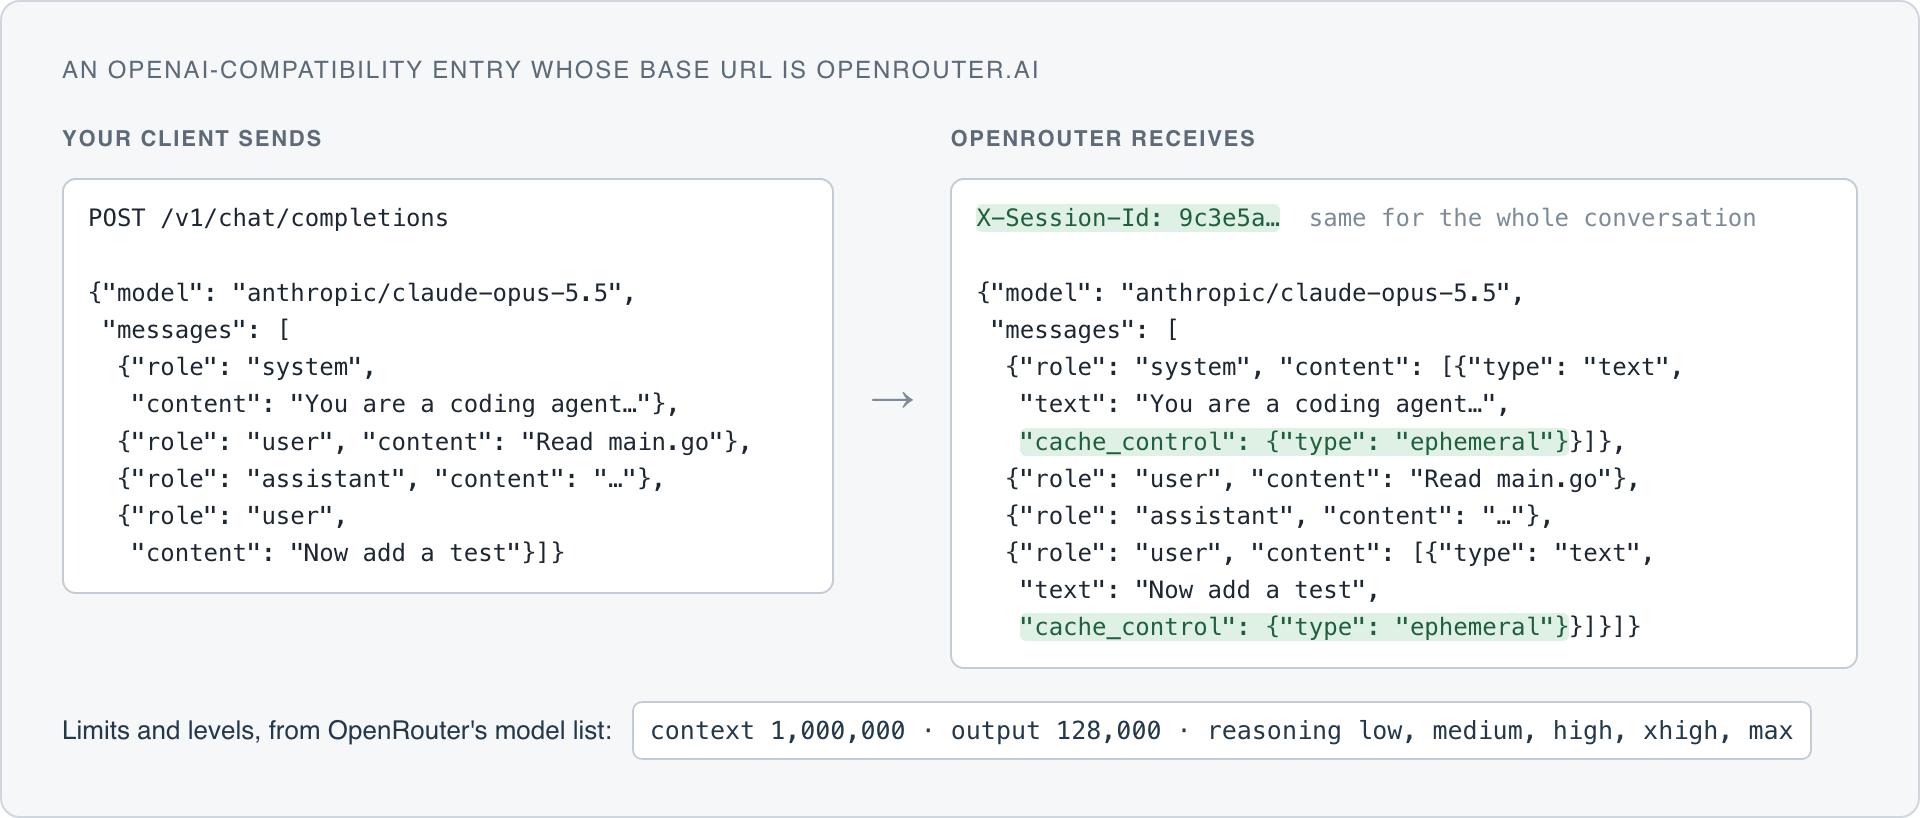 AN OPENAI-COMPATIBILITY ENTRY WHOSE BASE URL IS OPENROUTER.AI
YOUR CLIENT SENDS
POST /v1/chat/completions
{"model": "anthropic/claude-opus-5.5",
"messages": [
{"role": "system",
"content": "You are a coding agent…"},
{"role": "user", "content": "Read main.go"},
{"role": "assistant", "content": "…"},
{"role": "user",
"content": "Now add a test"}]}
→
OPENROUTER RECEIVES
X-Session-Id: 9c3e5a… same for the whole conversation
{"model": "anthropic/claude-opus-5.5",
"messages": [
{"role": "system", "content": [{"type": "text",
"text": "You are a coding agent…",
"cache_control": {"type": "ephemeral"}}]},
{"role": "user", "content": "Read main.go"},
{"role": "assistant", "content": "…"},
{"role": "user", "content": [{"type": "text",
"text": "Now add a test",
"cache_control": {"type": "ephemeral"}}]}]}
Limits and levels, from OpenRouter's model list: context 1,000,000 · output 128,000 · reasoning low, medium, high, xhigh, max